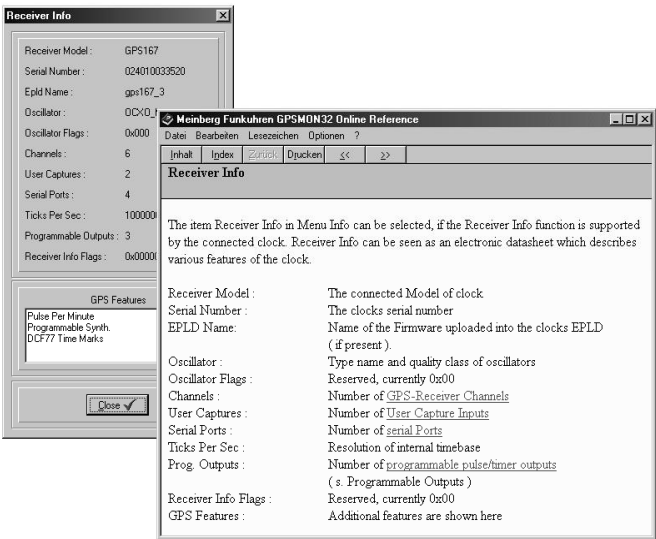 Receiver Info
Receiver Model : GPS167
Serial Number : 024010033520
Epld Name : gps167_3
Oscillator :
Oscillator Flags : 0x000
Channels : 6
User Captures : 2
Serial Ports : 4
Ticks Per Sec :
Programmable Outputs : 3
Receiver Info Flags :
GPS Features
Pulse Per Minute
Programmable Synth.
DCF77 Time Marks
Close
Meinberg Funkuhren GPSMON32 Online Reference
Datei Bearbeiten Lesezeichen Optionen ?
Inhalt Index Zurück Drucken << >>
Receiver Info
The item Receiver Info in Menu Info can be selected, if the Receiver Info function is supported
by the connected clock. Receiver Info can be seen as an electronic datasheet which describes
various features of the clock.
Receiver Model : The connected Model of clock
Serial Number : The clocks serial number
EPLD Name: Name of the Firmware uploaded into the clocks EPLD
( if present ).
Oscillator : Type name and quality class of oscillators
Oscillator Flags : Reserved, currently 0x00
Channels : Number of GPS-Receiver Channels
User Captures : Number of User Capture Inputs
Serial Ports : Number of serial Ports
Ticks Per Sec : Resolution of internal timebase
Prog. Outputs : Number of programmable pulse/timer outputs
( s. Programmable Outputs )
Receiver Info Flags : Reserved, currently 0x00
GPS Features : Additional features are shown here